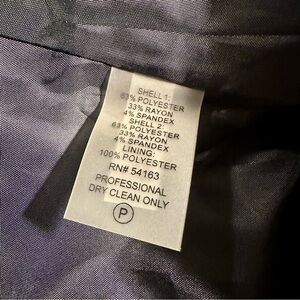 SHELL 1:
63% POLYESTER
33% RAYON
4% SPANDEX
SHELL 2:
63% POLYESTER
33% RAYON
4% SPANDEX
LINING:
100% POLYESTER
RN# 54163
PROFESSIONAL
DRY CLEAN ONLY
P